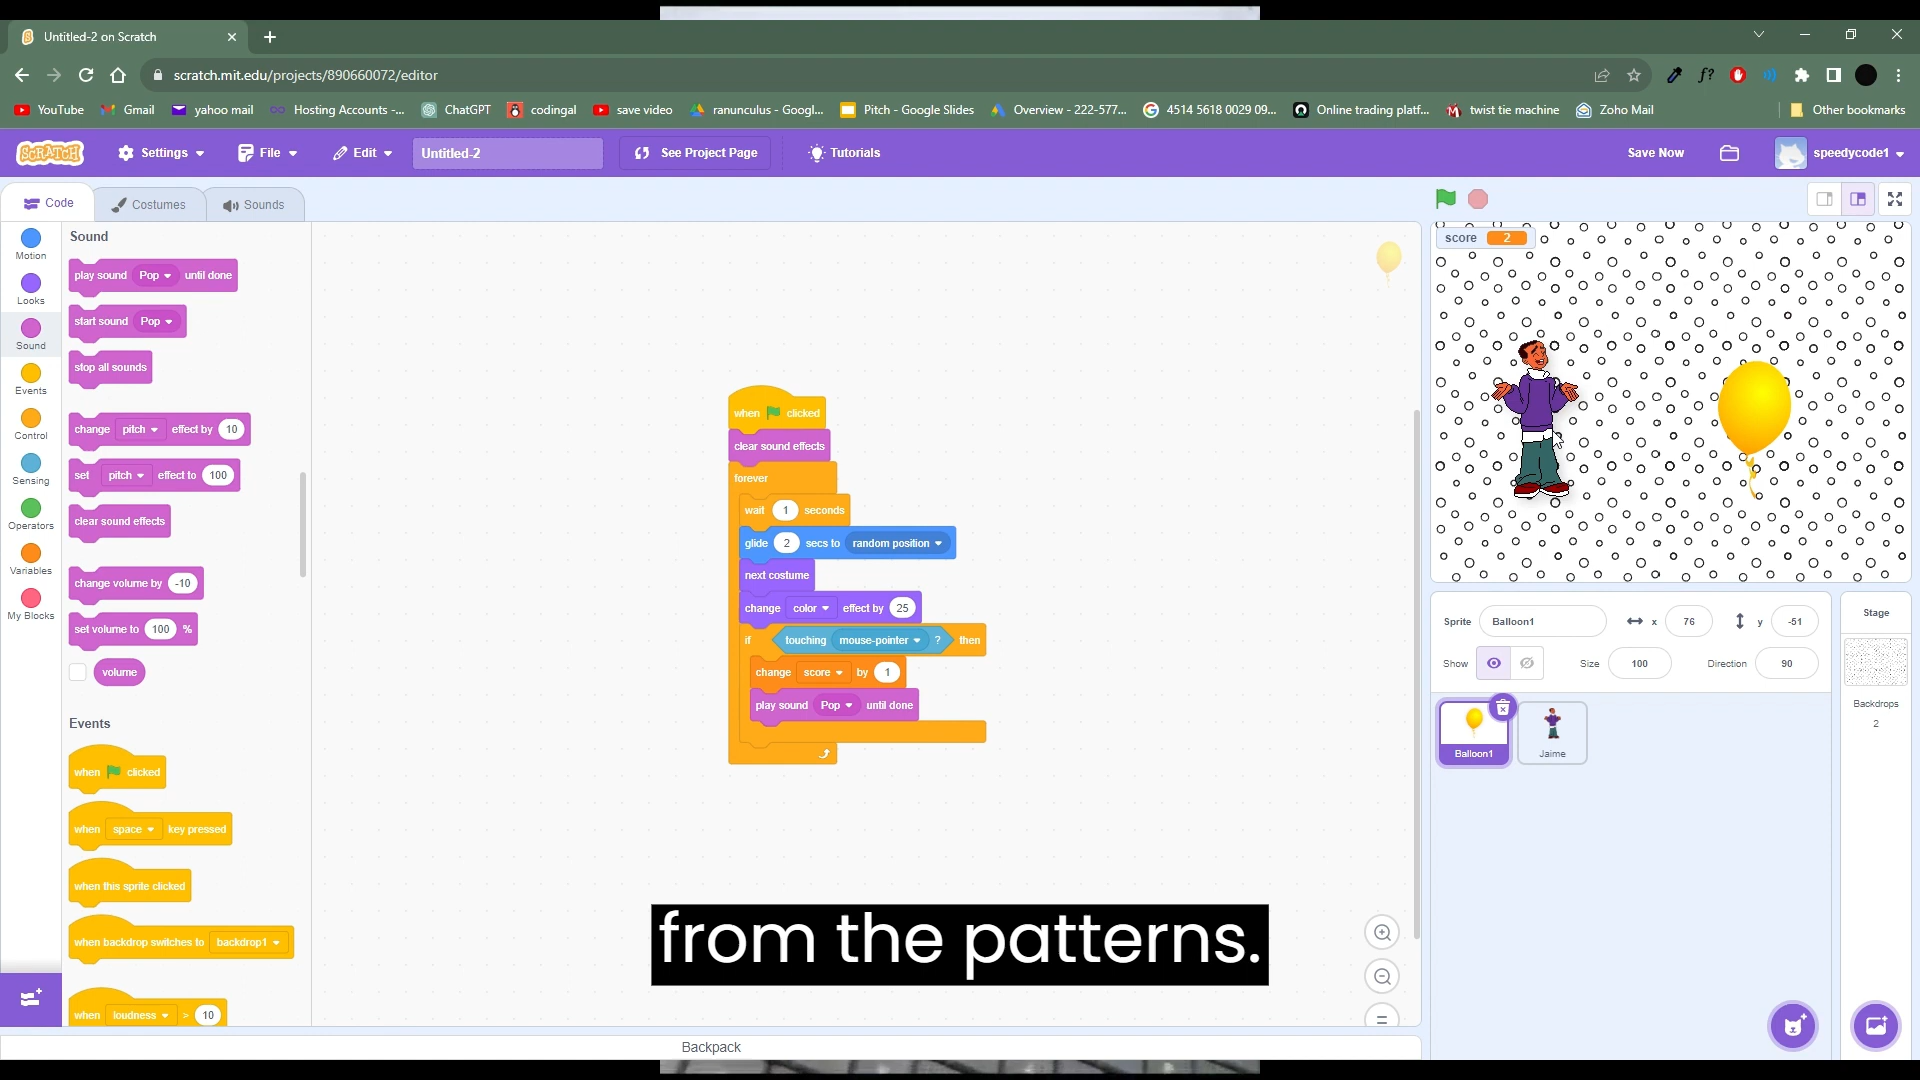 Untitled-2 on Scratch
scratch.mit.edu/projects/890660072/editor
f?
YouTube Gmail yahoo mail Hosting Accounts -... ChatGPT codingal save video ranunculus - Googl... Pitch - Google Slides Overview - 222-577... 4514 5618 0029 09... Online trading platf... twist tie machine Zoho Mail Other bookmarks
SCRATCH Settings File Edit Untitled-2 See Project Page Tutorials Save Now speedycode1
Code Costumes Sounds
Motion
Looks
Sound
Events
Control
Sensing
Operators
Variables
My Blocks
Sound
play sound Pop until done
start sound Pop
stop all sounds
change pitch effect by 10
set pitch effect to 100
clear sound effects
change volume by -10
set volume to 100 %
volume
Events
when clicked
when space key pressed
when this sprite clicked
when backdrop switches to backdrop1
when loudness > 10
when clicked
clear sound effects
forever
wait 1 seconds
glide 2 secs to random position
next costume
change color effect by 25
if touching mouse-pointer ? then
change score by 1
play sound Pop until done
from the patterns.
Backpack
score 2
Sprite Balloon1 x 76 y -51
Show Size 100 Direction 90
Balloon1
Jaime
Stage
Backdrops
2